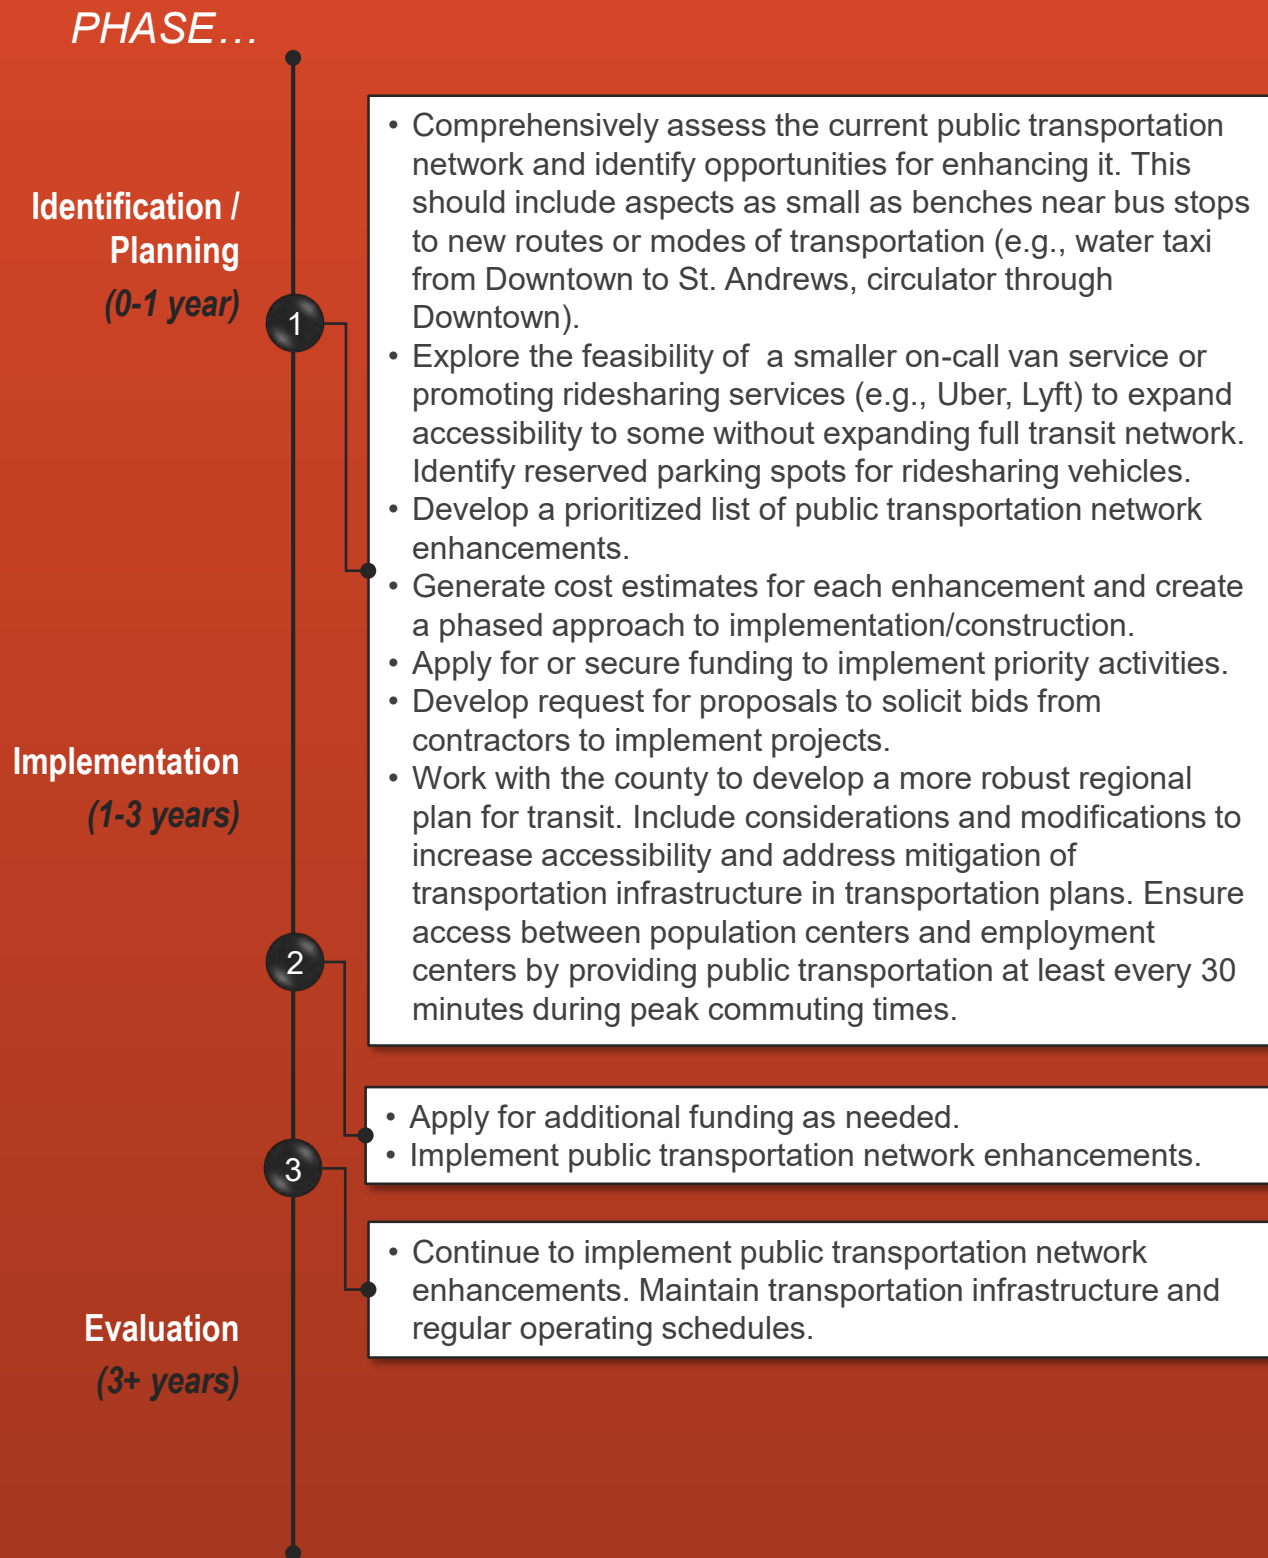 PHASE…
Identification /
Planning
(0-1 year)
1
• Comprehensively assess the current public transportation
network and identify opportunities for enhancing it. This
should include aspects as small as benches near bus stops
to new routes or modes of transportation (e.g., water taxi
from Downtown to St. Andrews, circulator through
Downtown).
• Explore the feasibility of  a smaller on-call van service or
promoting ridesharing services (e.g., Uber, Lyft) to expand
accessibility to some without expanding full transit network.
Identify reserved parking spots for ridesharing vehicles.
• Develop a prioritized list of public transportation network
enhancements.
• Generate cost estimates for each enhancement and create
a phased approach to implementation/construction.
• Apply for or secure funding to implement priority activities.
• Develop request for proposals to solicit bids from
contractors to implement projects.
• Work with the county to develop a more robust regional
plan for transit. Include considerations and modifications to
increase accessibility and address mitigation of
transportation infrastructure in transportation plans. Ensure
access between population centers and employment
centers by providing public transportation at least every 30
minutes during peak commuting times.
Implementation
(1-3 years)
2
• Apply for additional funding as needed.
• Implement public transportation network enhancements.
3
• Continue to implement public transportation network
enhancements. Maintain transportation infrastructure and
regular operating schedules.
Evaluation
(3+ years)